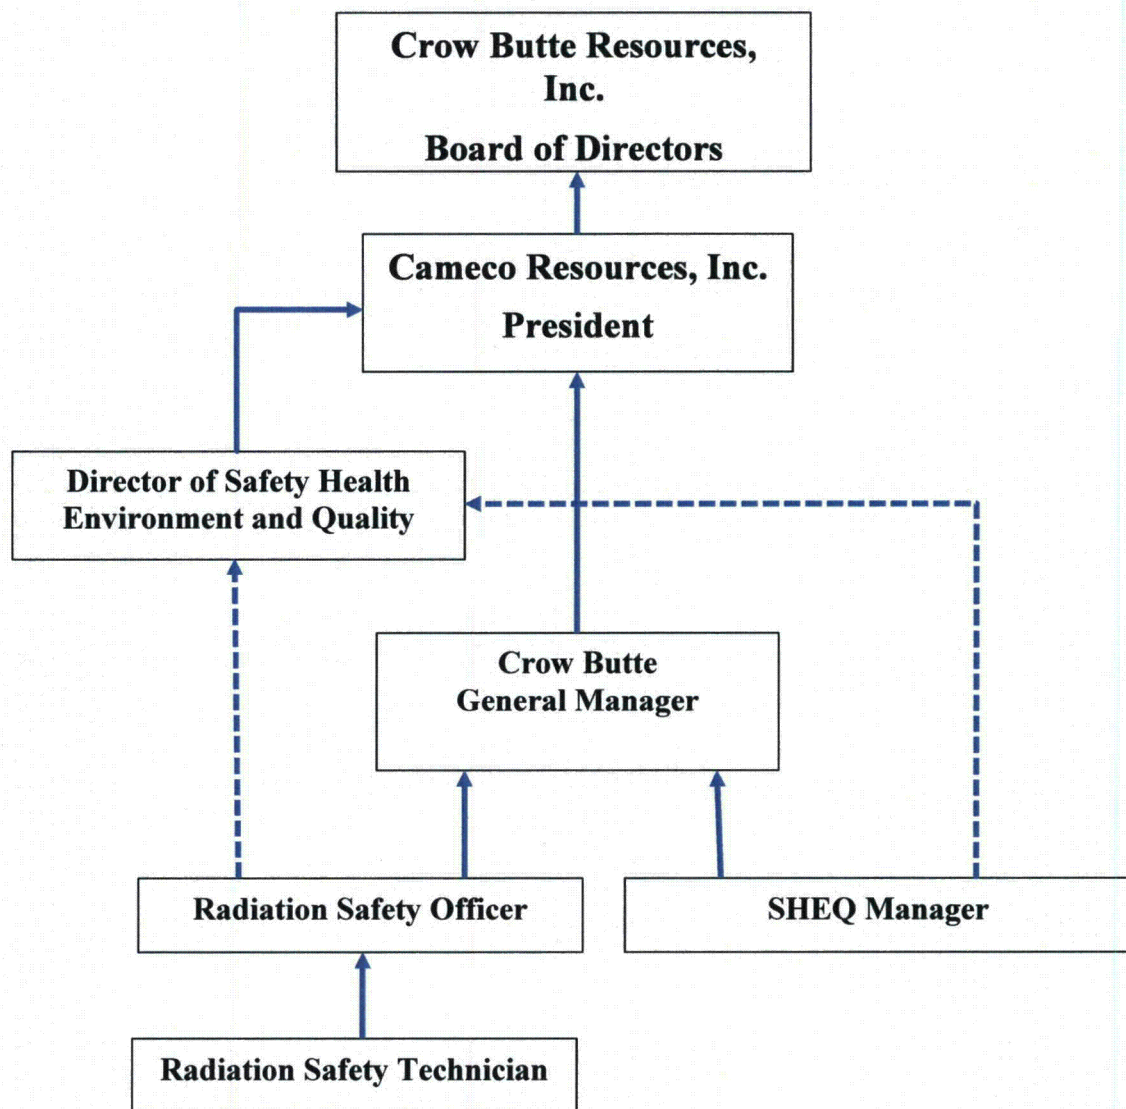 Crow Butte Resources,
Inc.
Board of Directors
Cameco Resources, Inc.
President
Director of Safety Health
Environment and Quality
Crow Butte
General Manager
Radiation Safety Officer
SHEQ Manager
Radiation Safety Technician